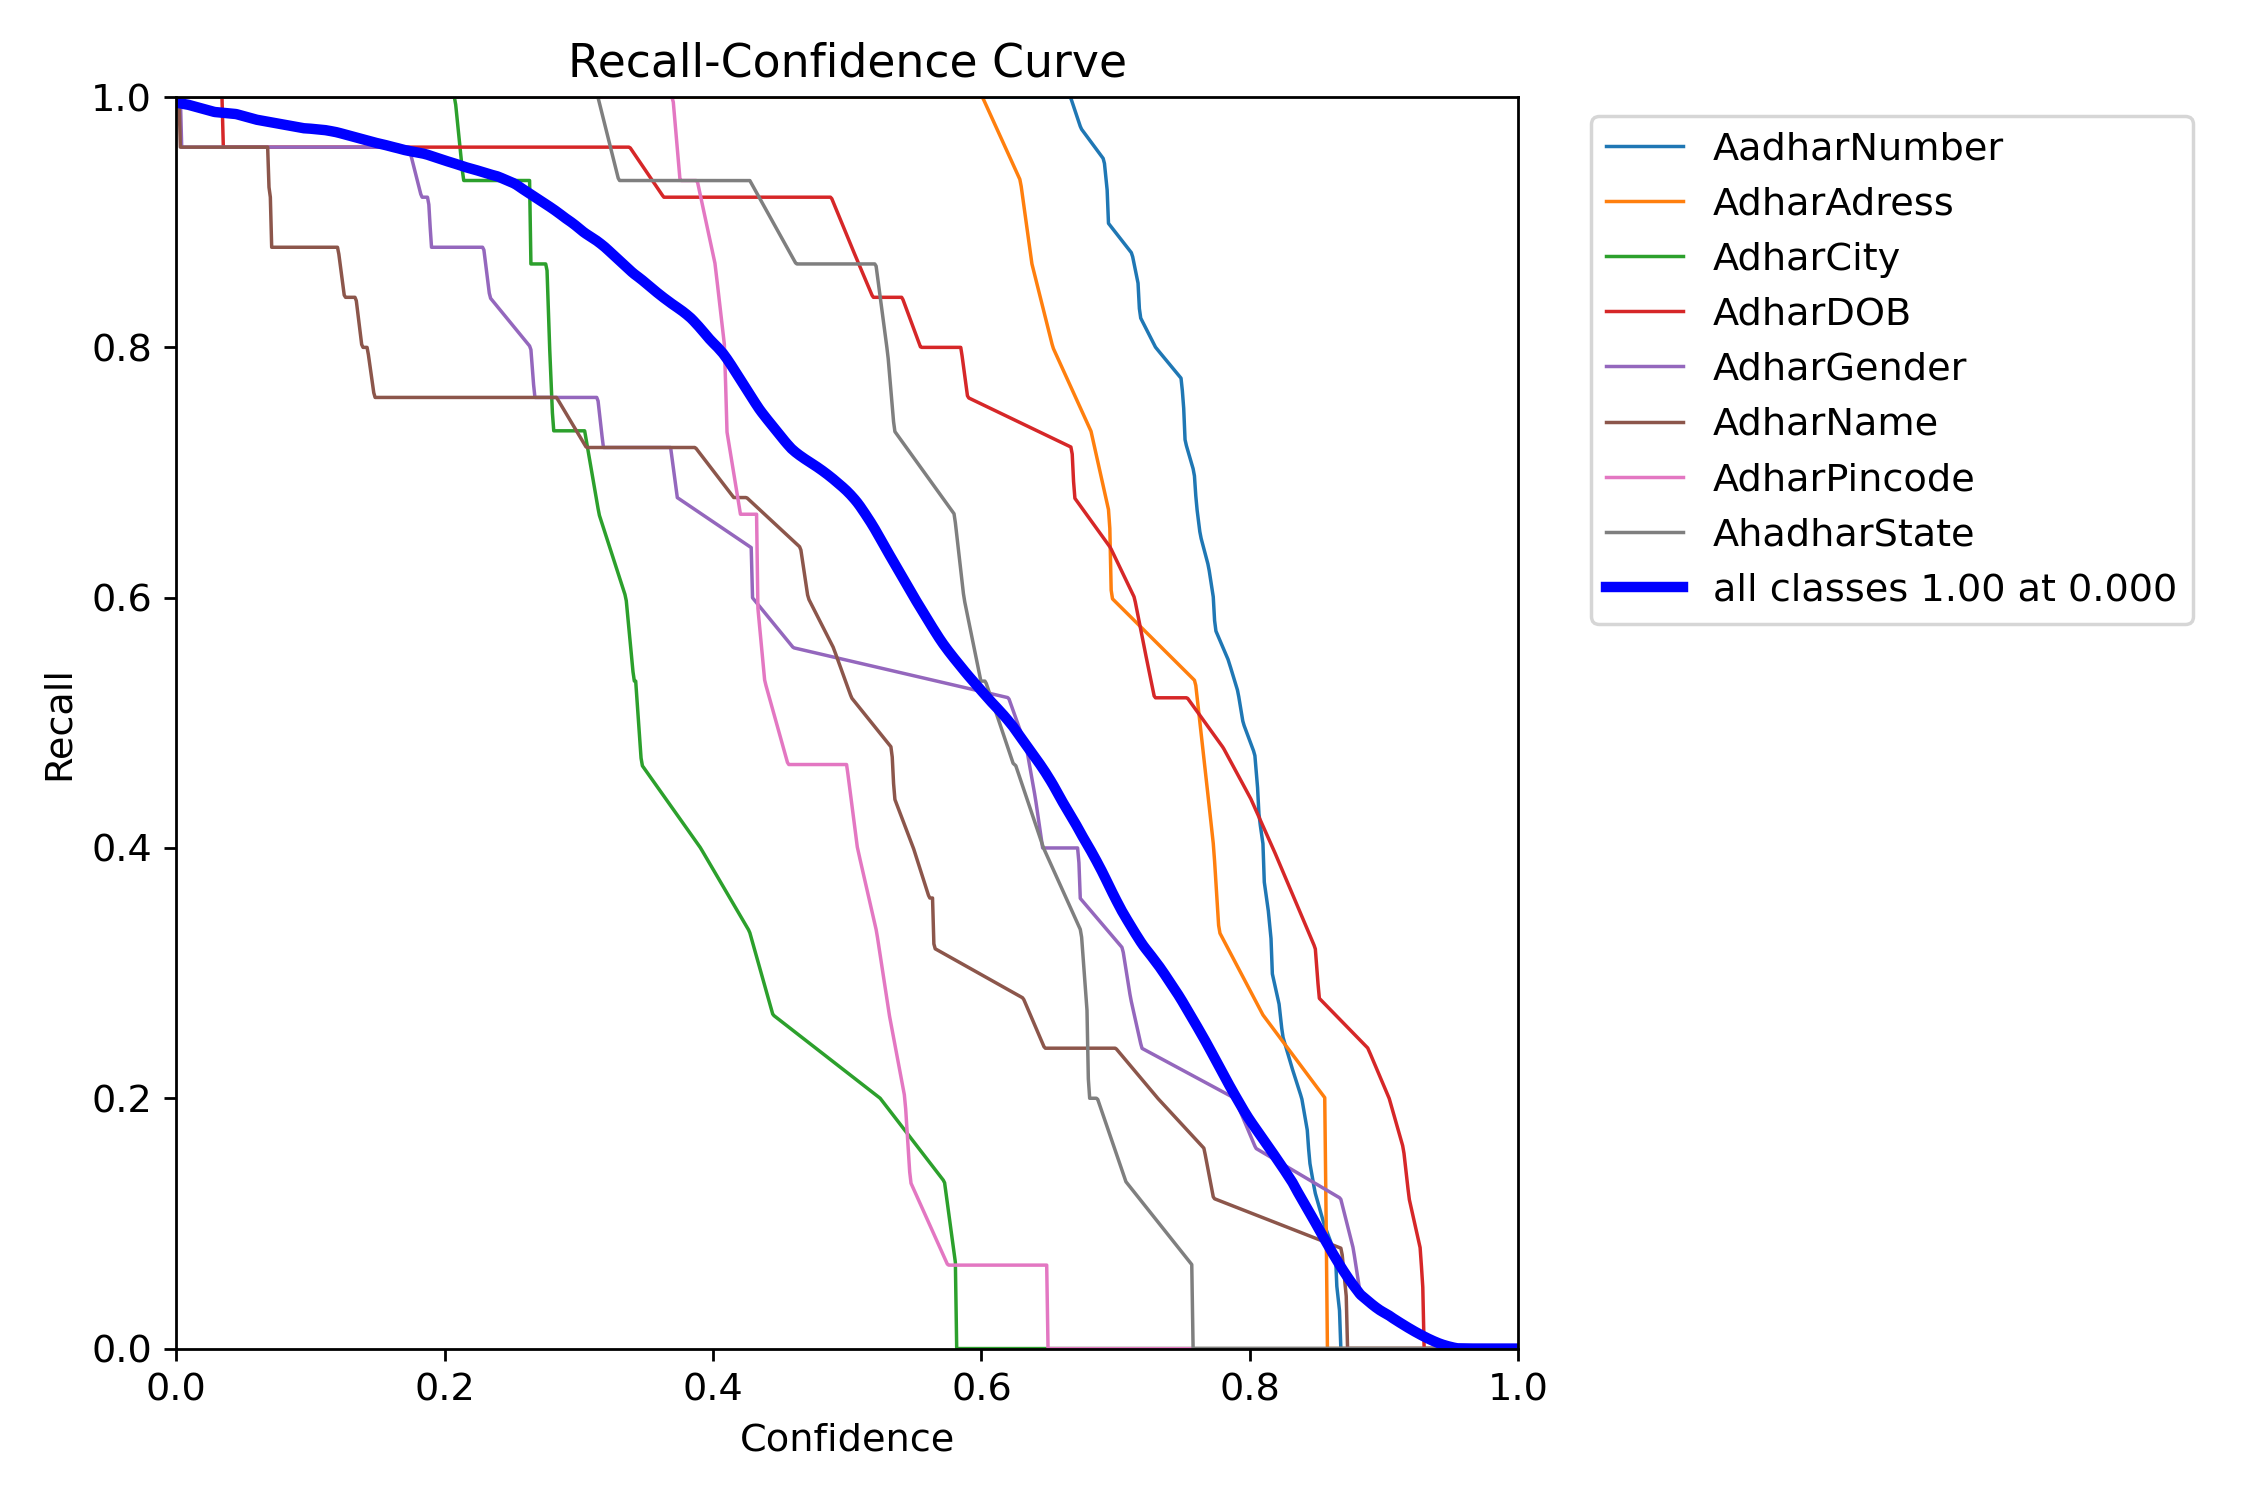 Recall-Confidence Curve
1.0
0.8
0.6
0.4
0.2
0.0
Recall
0.0 0.2 0.4 0.6 0.8 1.0
Confidence
AadharNumber
AdharAdress
AdharCity
AdharDOB
AdharGender
AdharName
AdharPincode
AhadharState
all classes 1.00 at 0.000